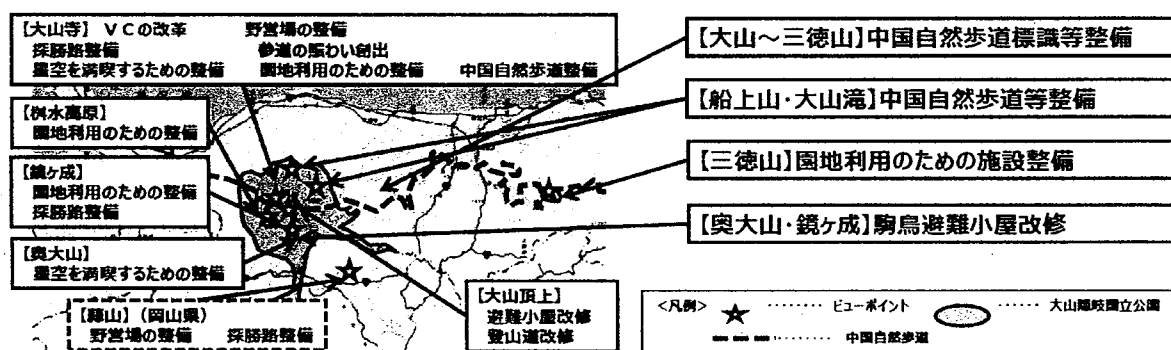 【大山寺】 ＶＣの改革 野営場の整備
探勝路整備 参道の賑わい創出
星空を満喫するための整備 園地利用のための整備 中国自然歩道整備
【桝水高原】
園地利用のための整備
【鏡ヶ成】
園地利用のための整備
探勝路整備
【奥大山】
星空を満喫するための整備
【蒜山】（岡山県）
野営場の整備 探勝路整備
【大山頂上】
避難小屋改修
登山道改修
【大山～三徳山】中国自然歩道標識等整備
【船上山・大山滝】中国自然歩道等整備
【三徳山】園地利用のための施設整備
【奥大山・鏡ヶ成】駒鳥避難小屋改修
<凡例> ☆ ‥‥‥‥ ビューポイント ‥‥‥ 大山隠岐国立公園
‥‥‥‥ 中国自然歩道